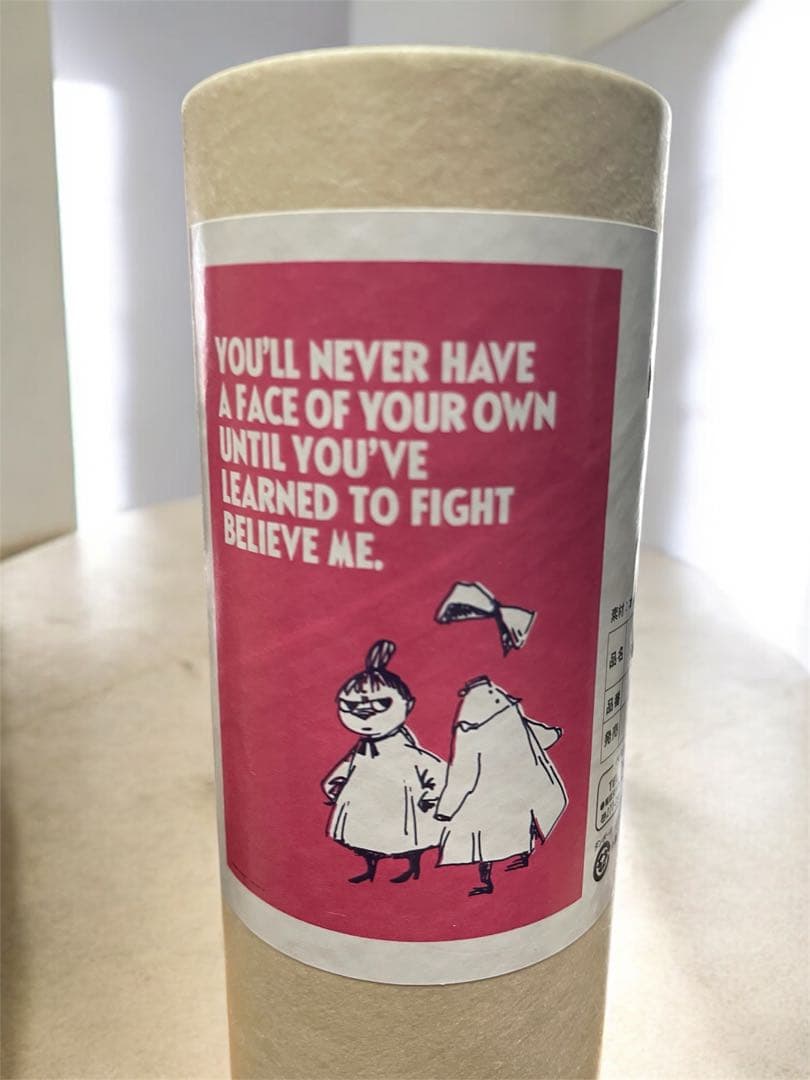 YOU'LL NEVER HAVE
A FACE OF YOUR OWN
UNTIL YOU'VE
LEARNED TO FIGHT
BELIEVE ME.
素材:
品名
品番
発売